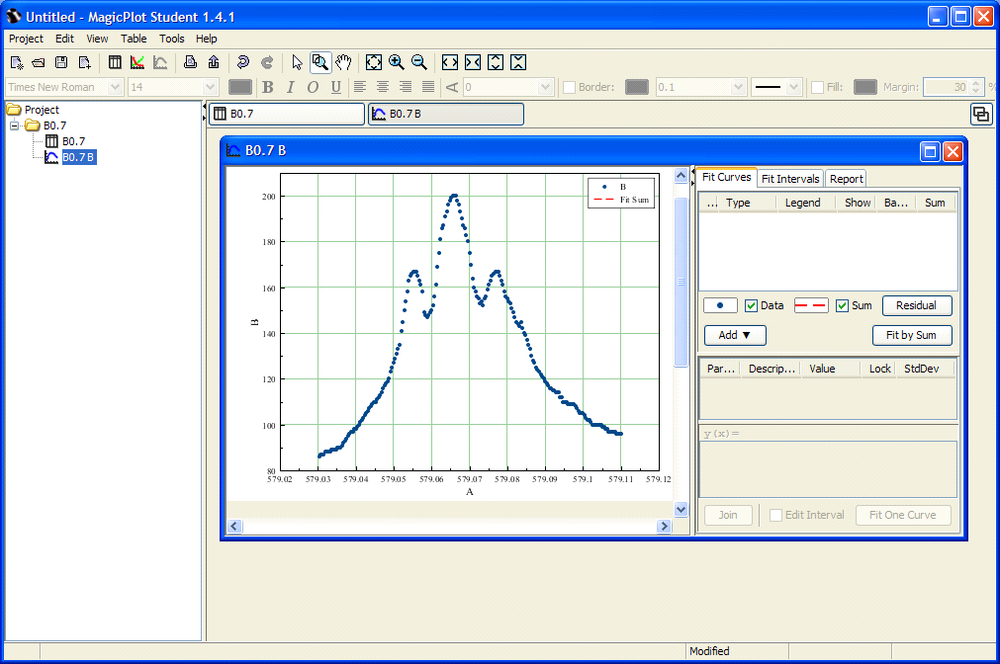 Untitled - MagicPlot Student 1.4.1
Project Edit View Table Tools Help
Times New Roman 14 B I O U 0 Border: 0.1 Fill: Margin: 30 %
Project
B0.7
B0.7
B0.7 B
B0.7 B0.7 B
B0.7 B
200
180
160
140
120
100
80
B
579.02 579.03 579.04 579.05 579.06 579.07 579.08 579.09 579.1 579.11 579.12
A
B
Fit Sum
Fit Curves Fit Intervals Report
... Type Legend Show Ba... Sum
Data Sum Residual
Add ▼ Fit by Sum
Par... Descrip... Value Lock StdDev
y (x) =
Join Edit Interval Fit One Curve
Modified